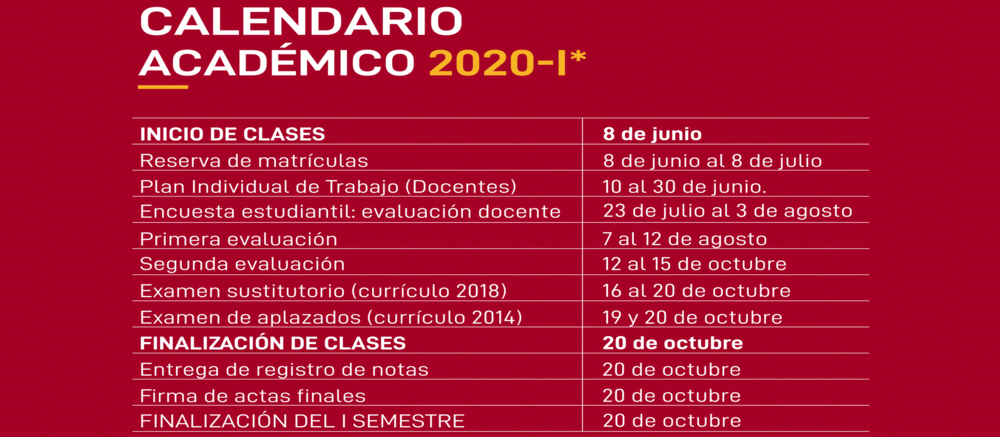 CALENDARIO
ACADÉMICO 2020-I*
INICIO DE CLASES 8 de junio
Reserva de matrículas 8 de junio al 8 de julio
Plan Individual de Trabajo (Docentes) 10 al 30 de junio.
Encuesta estudiantil: evaluación docente 23 de julio al 3 de agosto
Primera evaluación 7 al 12 de agosto
Segunda evaluación 12 al 15 de octubre
Examen sustitutorio (currículo 2018) 16 al 20 de octubre
Examen de aplazados (currículo 2014) 19 y 20 de octubre
FINALIZACIÓN DE CLASES 20 de octubre
Entrega de registro de notas 20 de octubre
Firma de actas finales 20 de octubre
FINALIZACIÓN DEL I SEMESTRE 20 de octubre